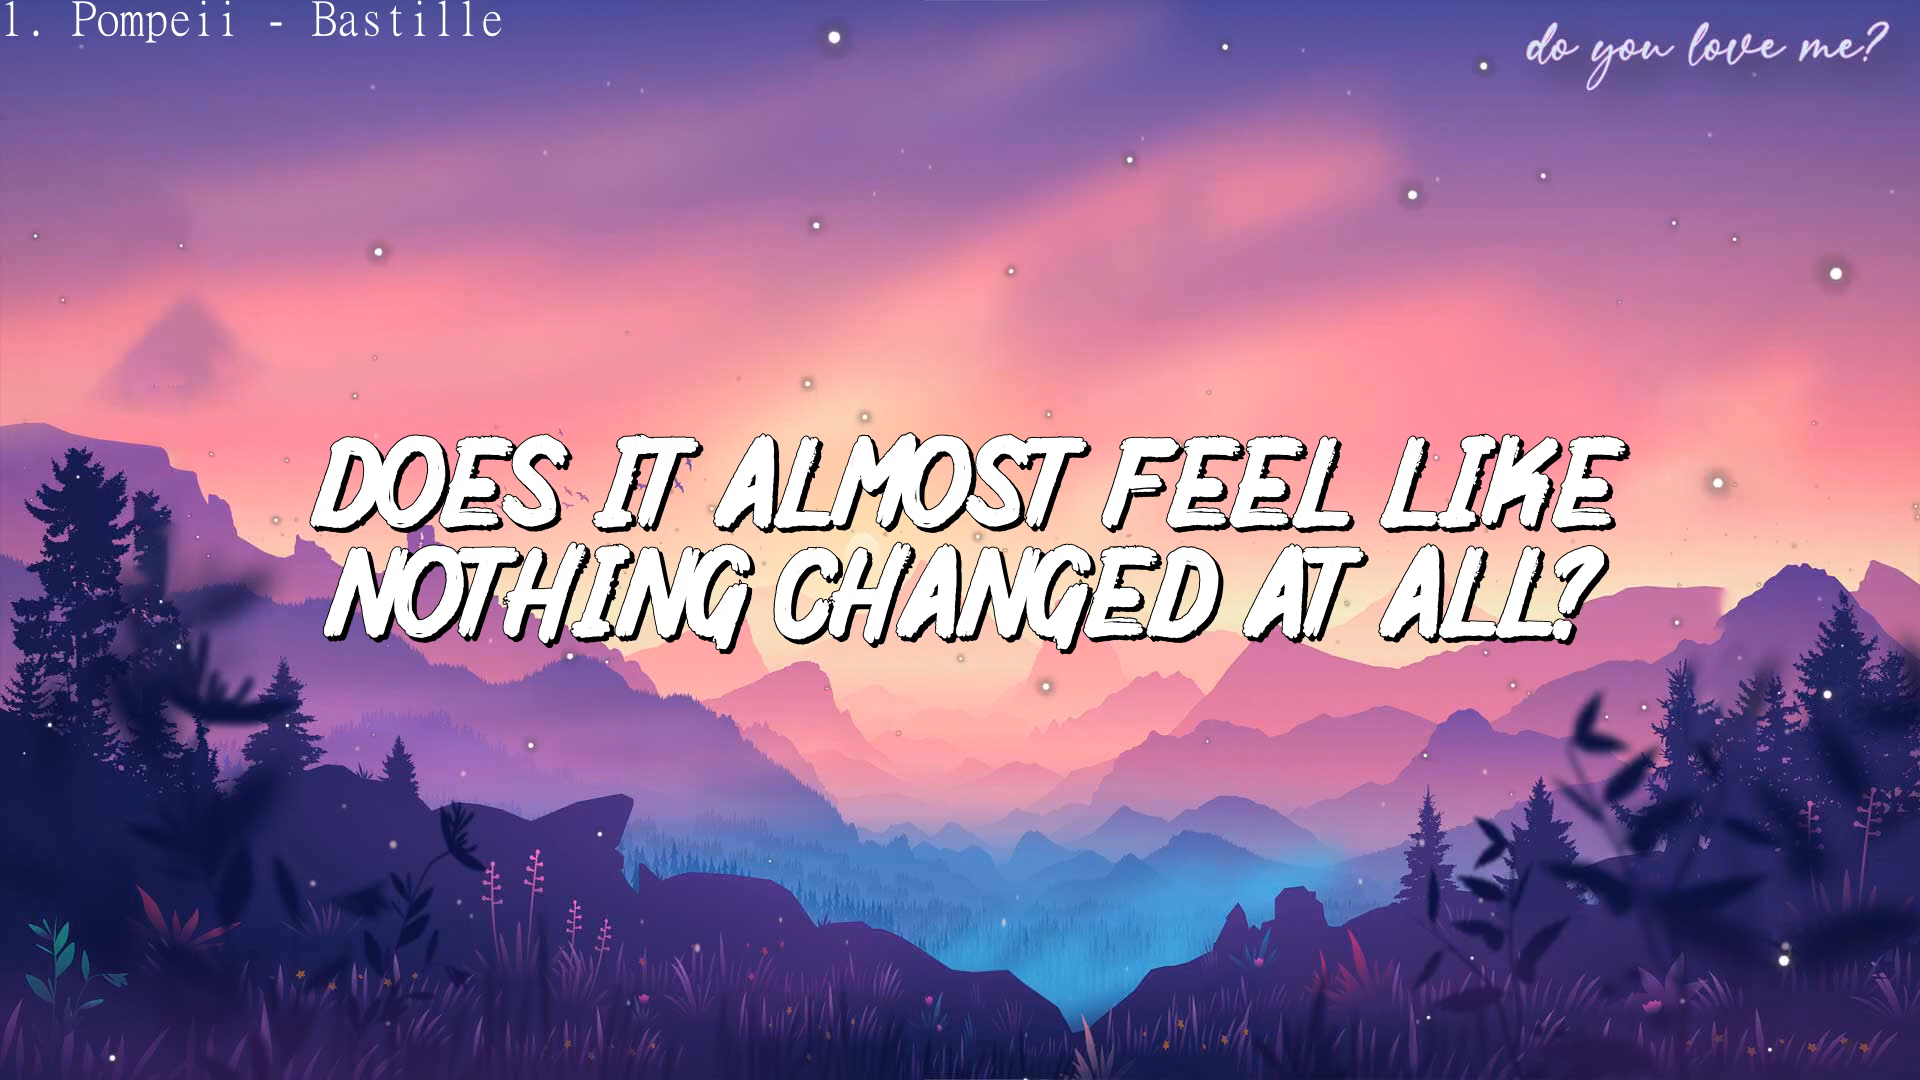 1. Pompeii - Bastille
do you love me?
DOES IT ALMOST FEEL LIKE
NOTHING CHANGED AT ALL?